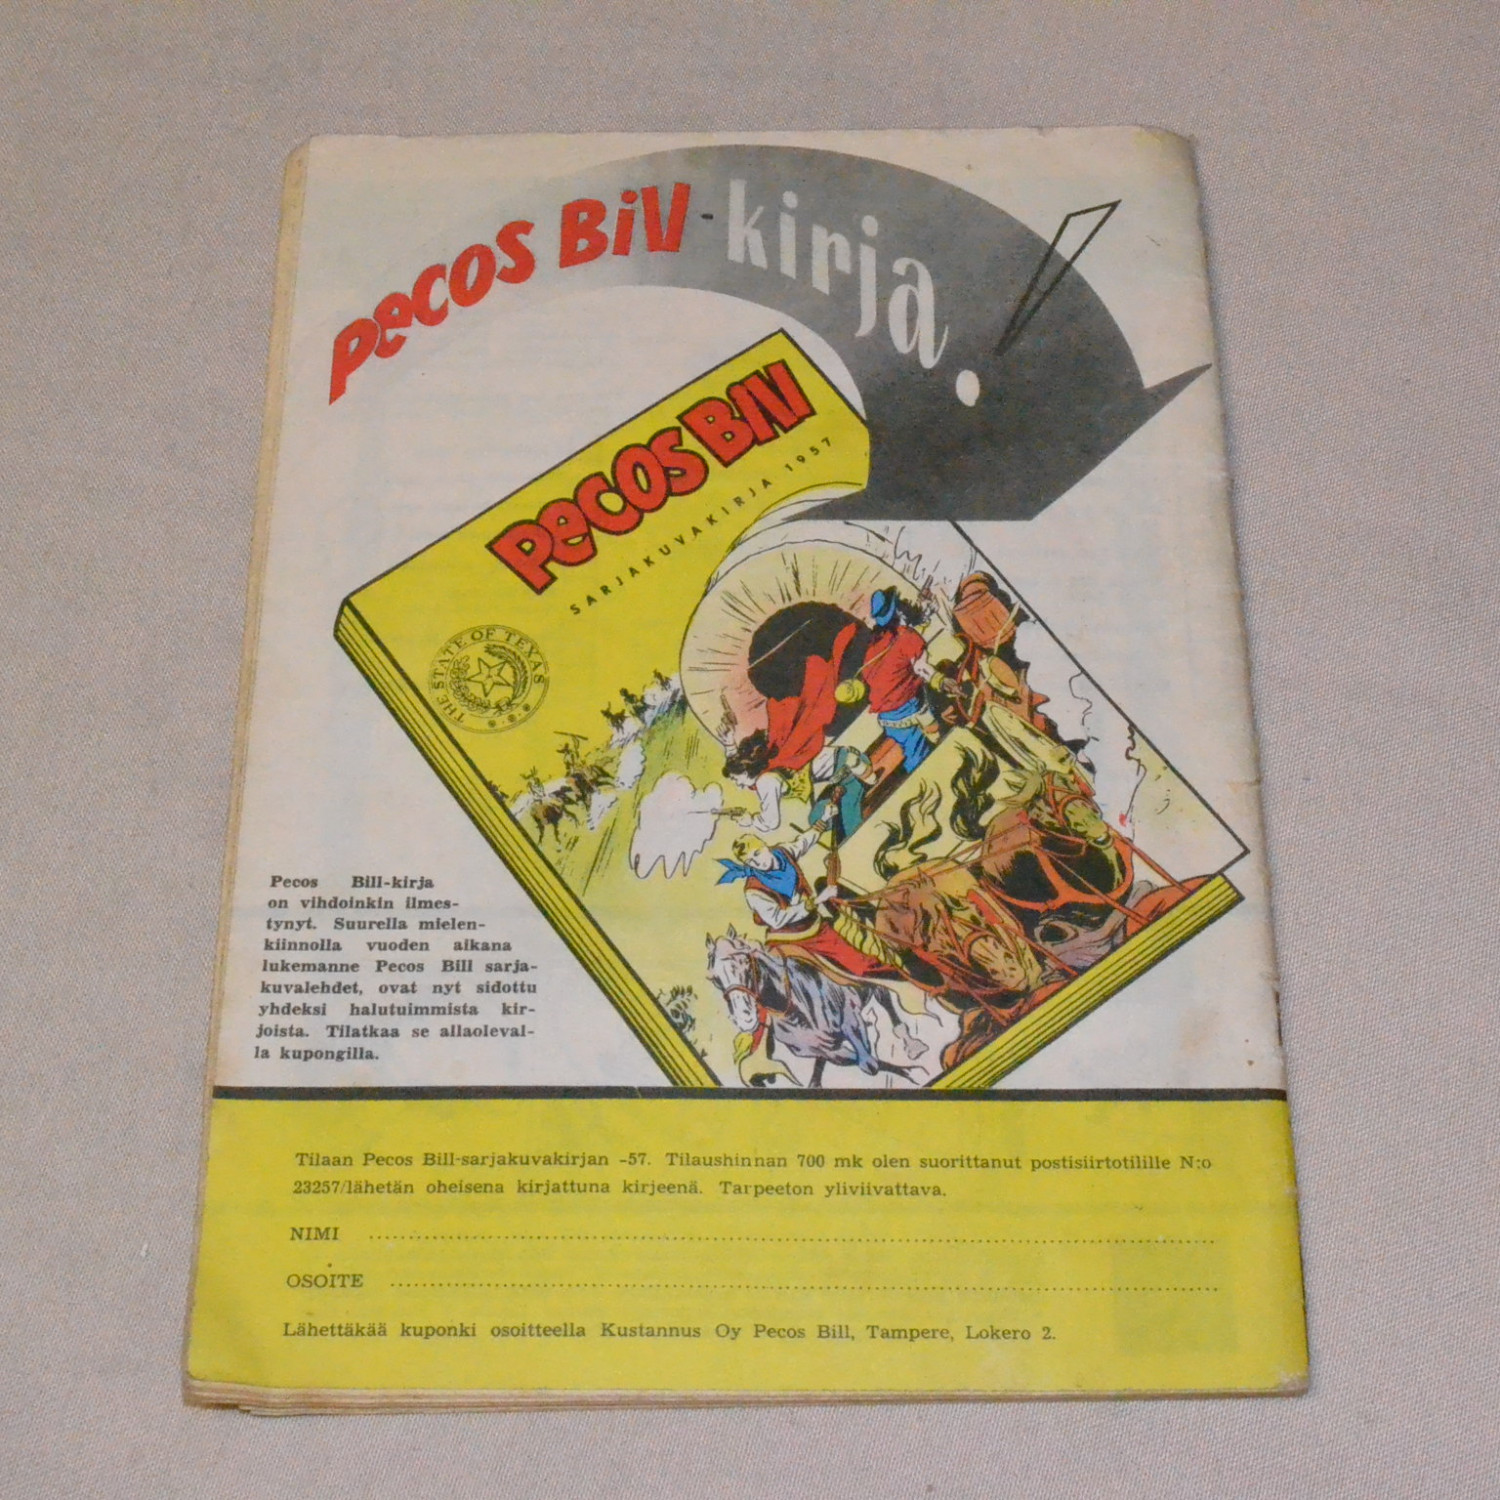 PECOS BILL-kirja!
PECOS BILL
SARJAKUVAKIRJA 1957
THE STATE OF TEXAS
Pecos Bill-kirja
on vihdoinkin ilmes-
tynyt. Suurella mielen-
kiinnolla vuoden aikana
lukemanne Pecos Bill sarja-
kuvalehdet, ovat nyt sidottu
yhdeksi halutuimmista kir-
joista. Tilatkaa se allaoleval-
la kupongilla.
Tilaan Pecos Bill-sarjakuvakirjan -57. Tilaushinnan 700 mk olen suorittanut postisiirtotilille N:o
23257/lähetän oheisena kirjattuna kirjeenä. Tarpeeton yliviivattava.
NIMI
OSOITE
Lähettäkää kuponki osoitteella Kustannus Oy Pecos Bill, Tampere, Lokero 2.